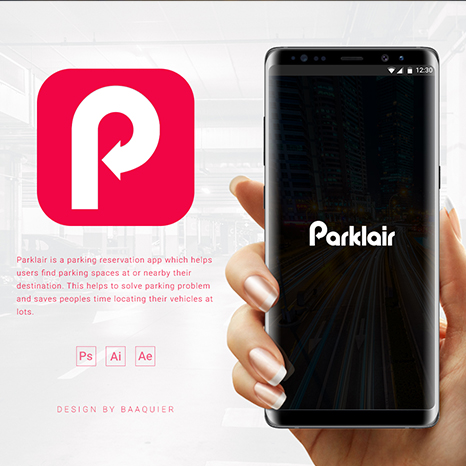 12:30
Parklair
Parklair is a parking reservation app which helps
users find parking spaces at or nearby their
destination. This helps to solve parking problem
and saves peoples time locating their vehicles at
lots.
Ps Ai Ae
DESIGN BY BAAQUIER